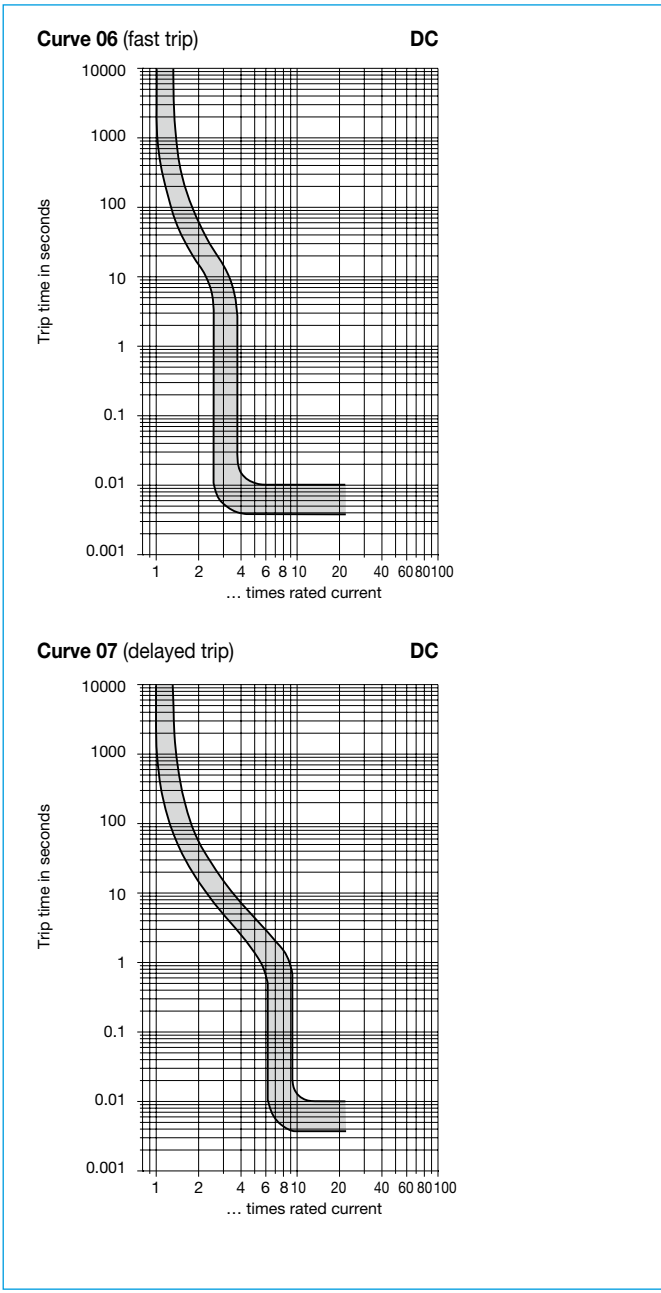 Curve 06 (fast trip) DC
Trip time in seconds
10000
1000
100
10
1
0.1
0.01
0.001
1 2 4 6 8 10 20 40 60 80 100
... times rated current
Curve 07 (delayed trip) DC
Trip time in seconds
10000
1000
100
10
1
0.1
0.01
0.001
1 2 4 6 8 10 20 40 60 80 100
... times rated current